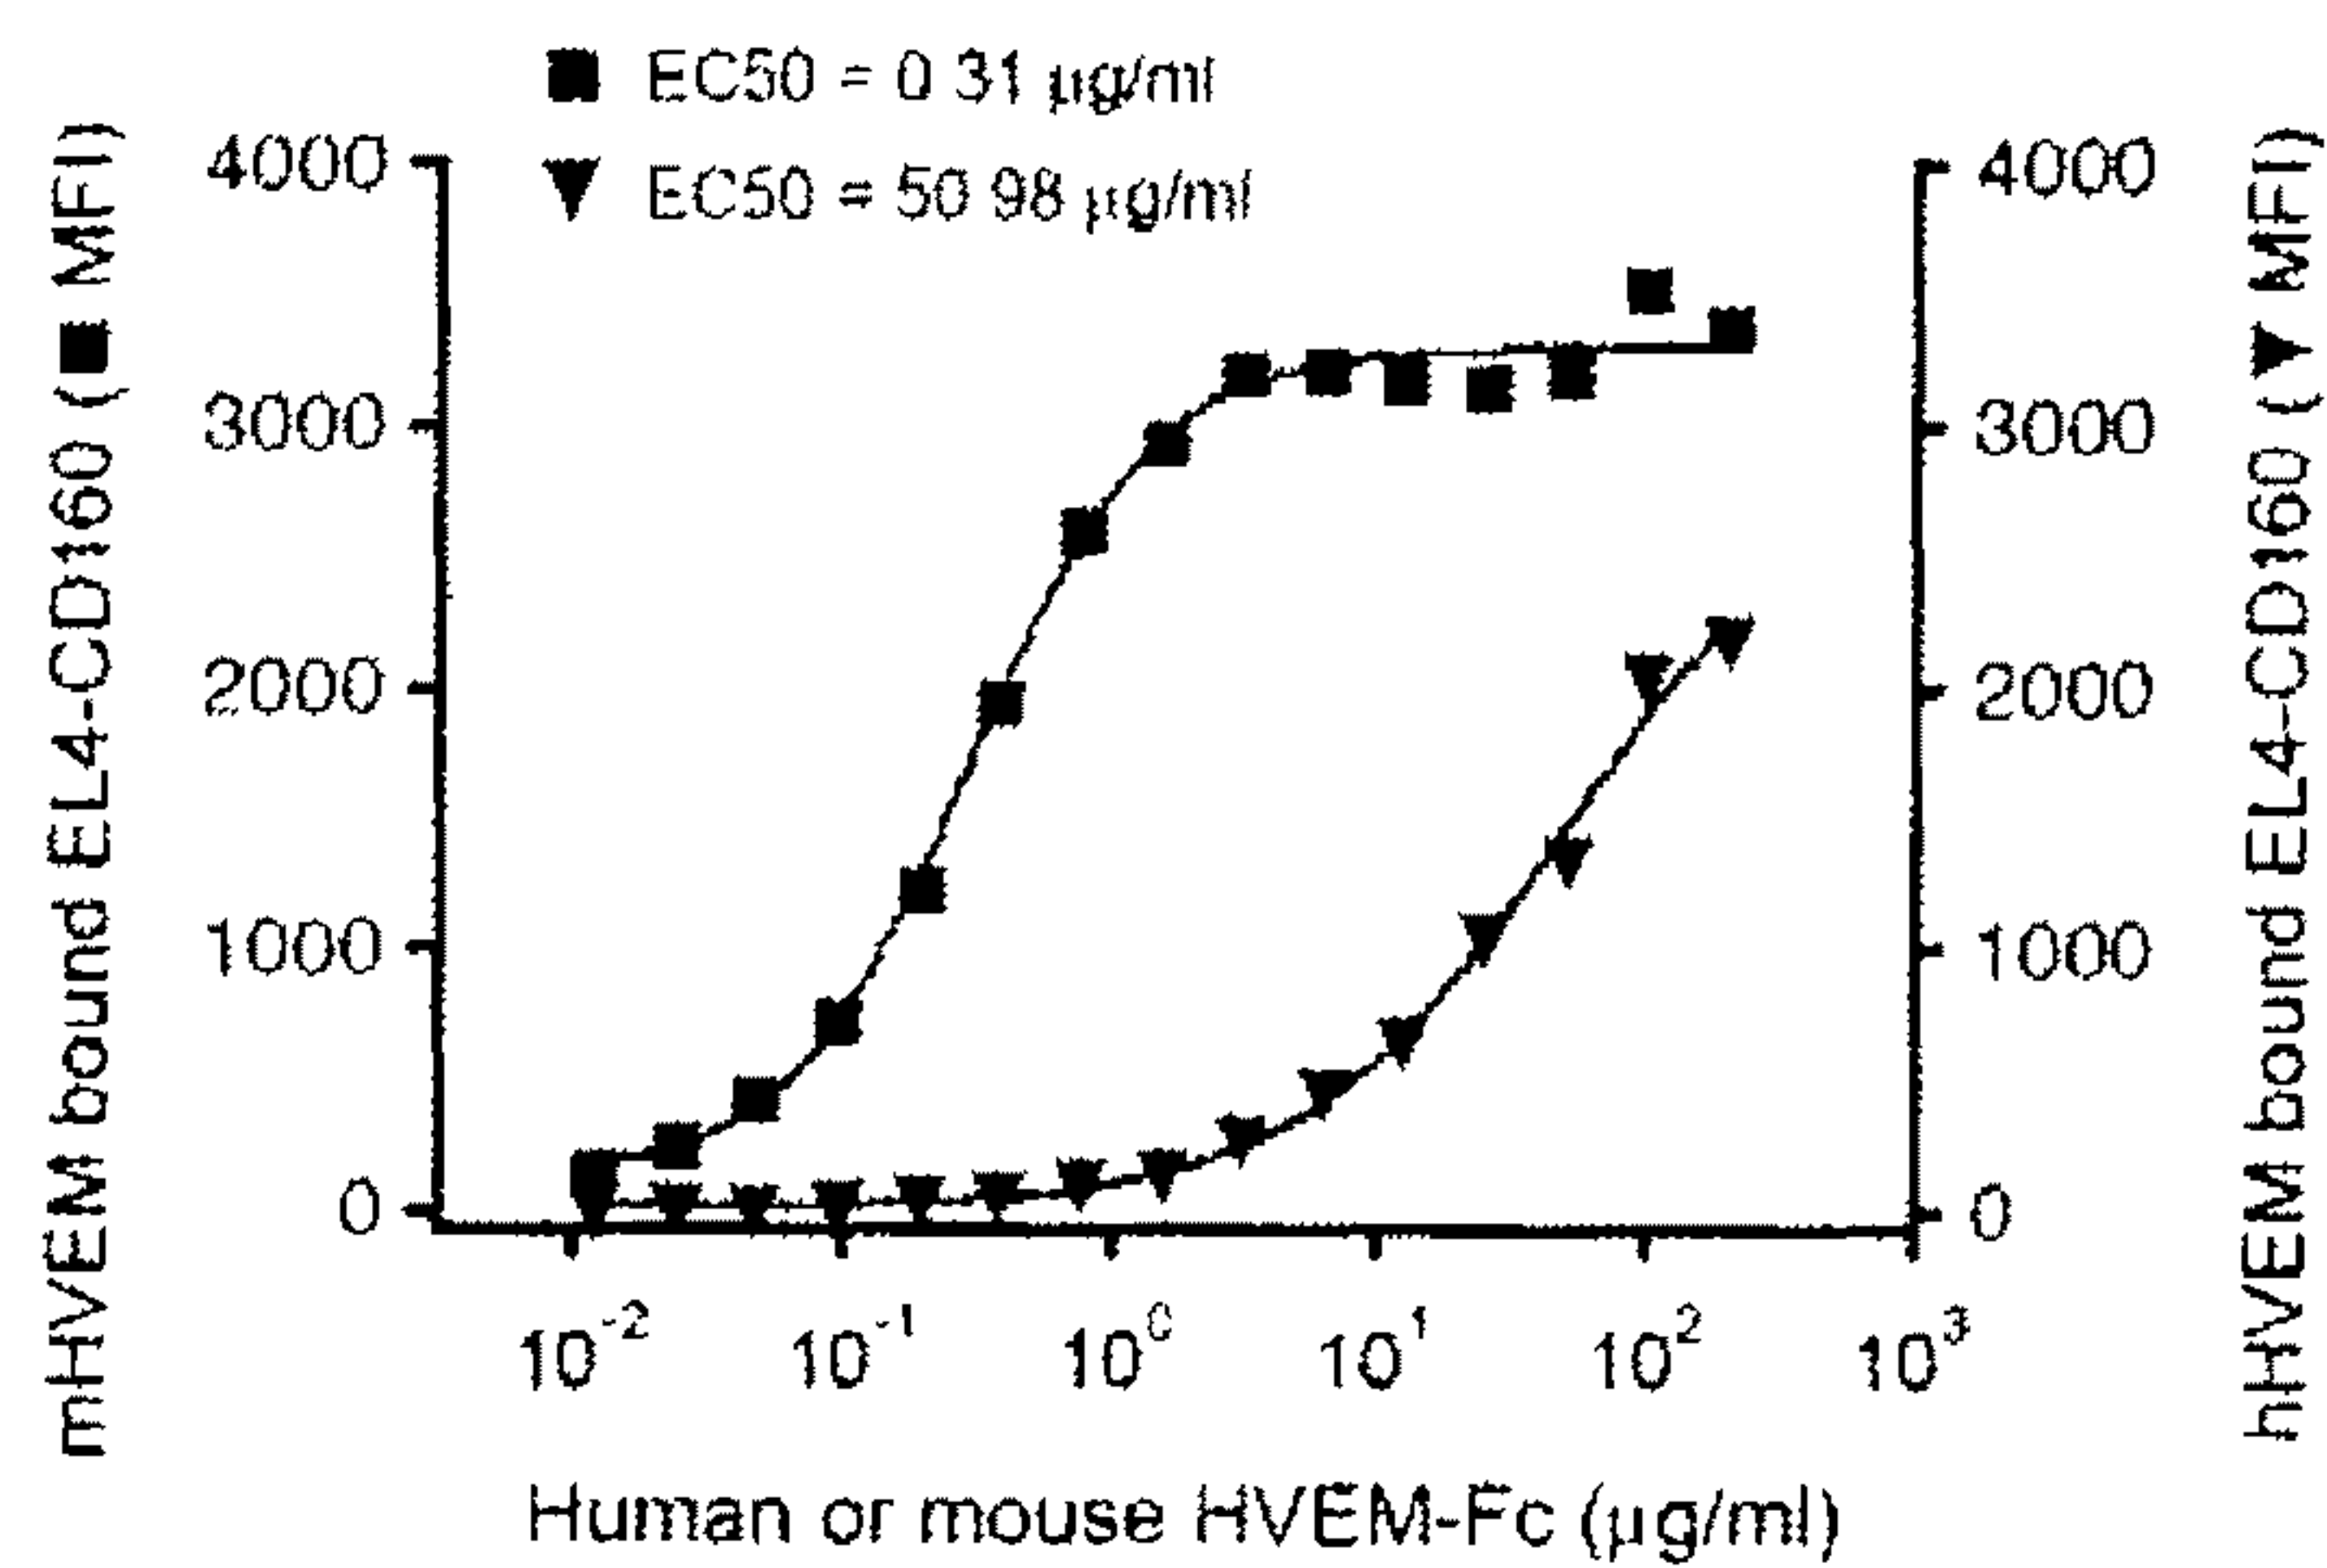 ■ EC50 = 0 31 µg/ml
▼ EC50 = 50 98 µg/ml
mHVEM bound EL4-CD160 (■ MFI)
4000
3000
2000
1000
0
4000
3000
2000
1000
0
hHVEM bound EL4-CD160 (▼ MFI)
10⁻² 10⁻¹ 10⁰ 10¹ 10² 10³
Human or mouse HVEM-Fc (µg/ml)